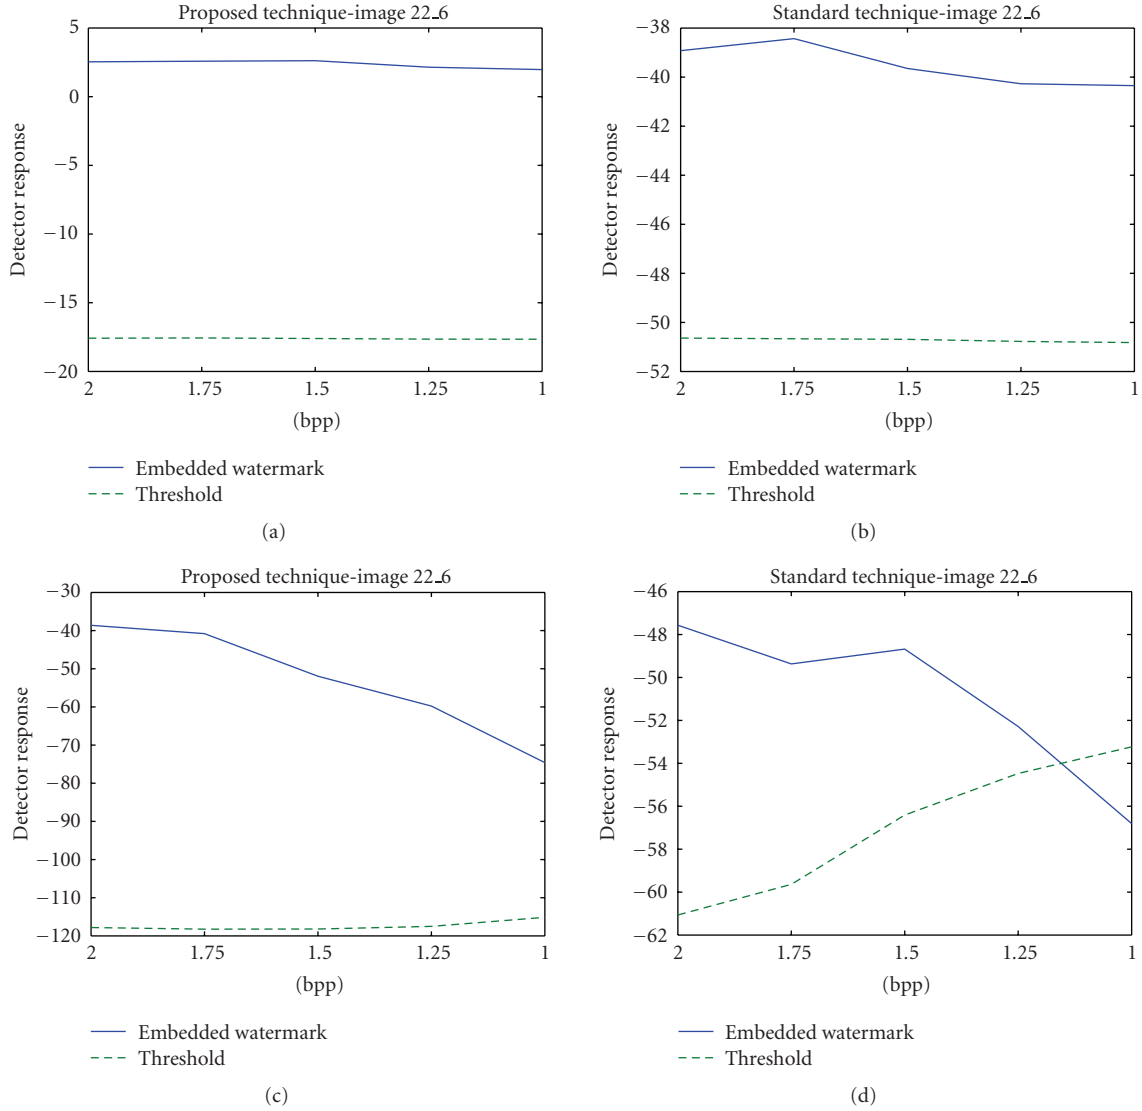 Proposed technique-image 22_6
5
0
−5
−10
−15
−20
2 1.75 1.5 1.25 1
(bpp)
Detector response
Embedded watermark
Threshold
(a)
Standard technique-image 22_6
−38
−40
−42
−44
−46
−48
−50
−52
2 1.75 1.5 1.25 1
(bpp)
Detector response
Embedded watermark
Threshold
(b)
Proposed technique-image 22_6
−30
−40
−50
−60
−70
−80
−90
−100
−110
−120
2 1.75 1.5 1.25 1
(bpp)
Detector response
Embedded watermark
Threshold
(c)
Standard technique-image 22_6
−46
−48
−50
−52
−54
−56
−58
−60
−62
2 1.75 1.5 1.25 1
(bpp)
Detector response
Embedded watermark
Threshold
(d)